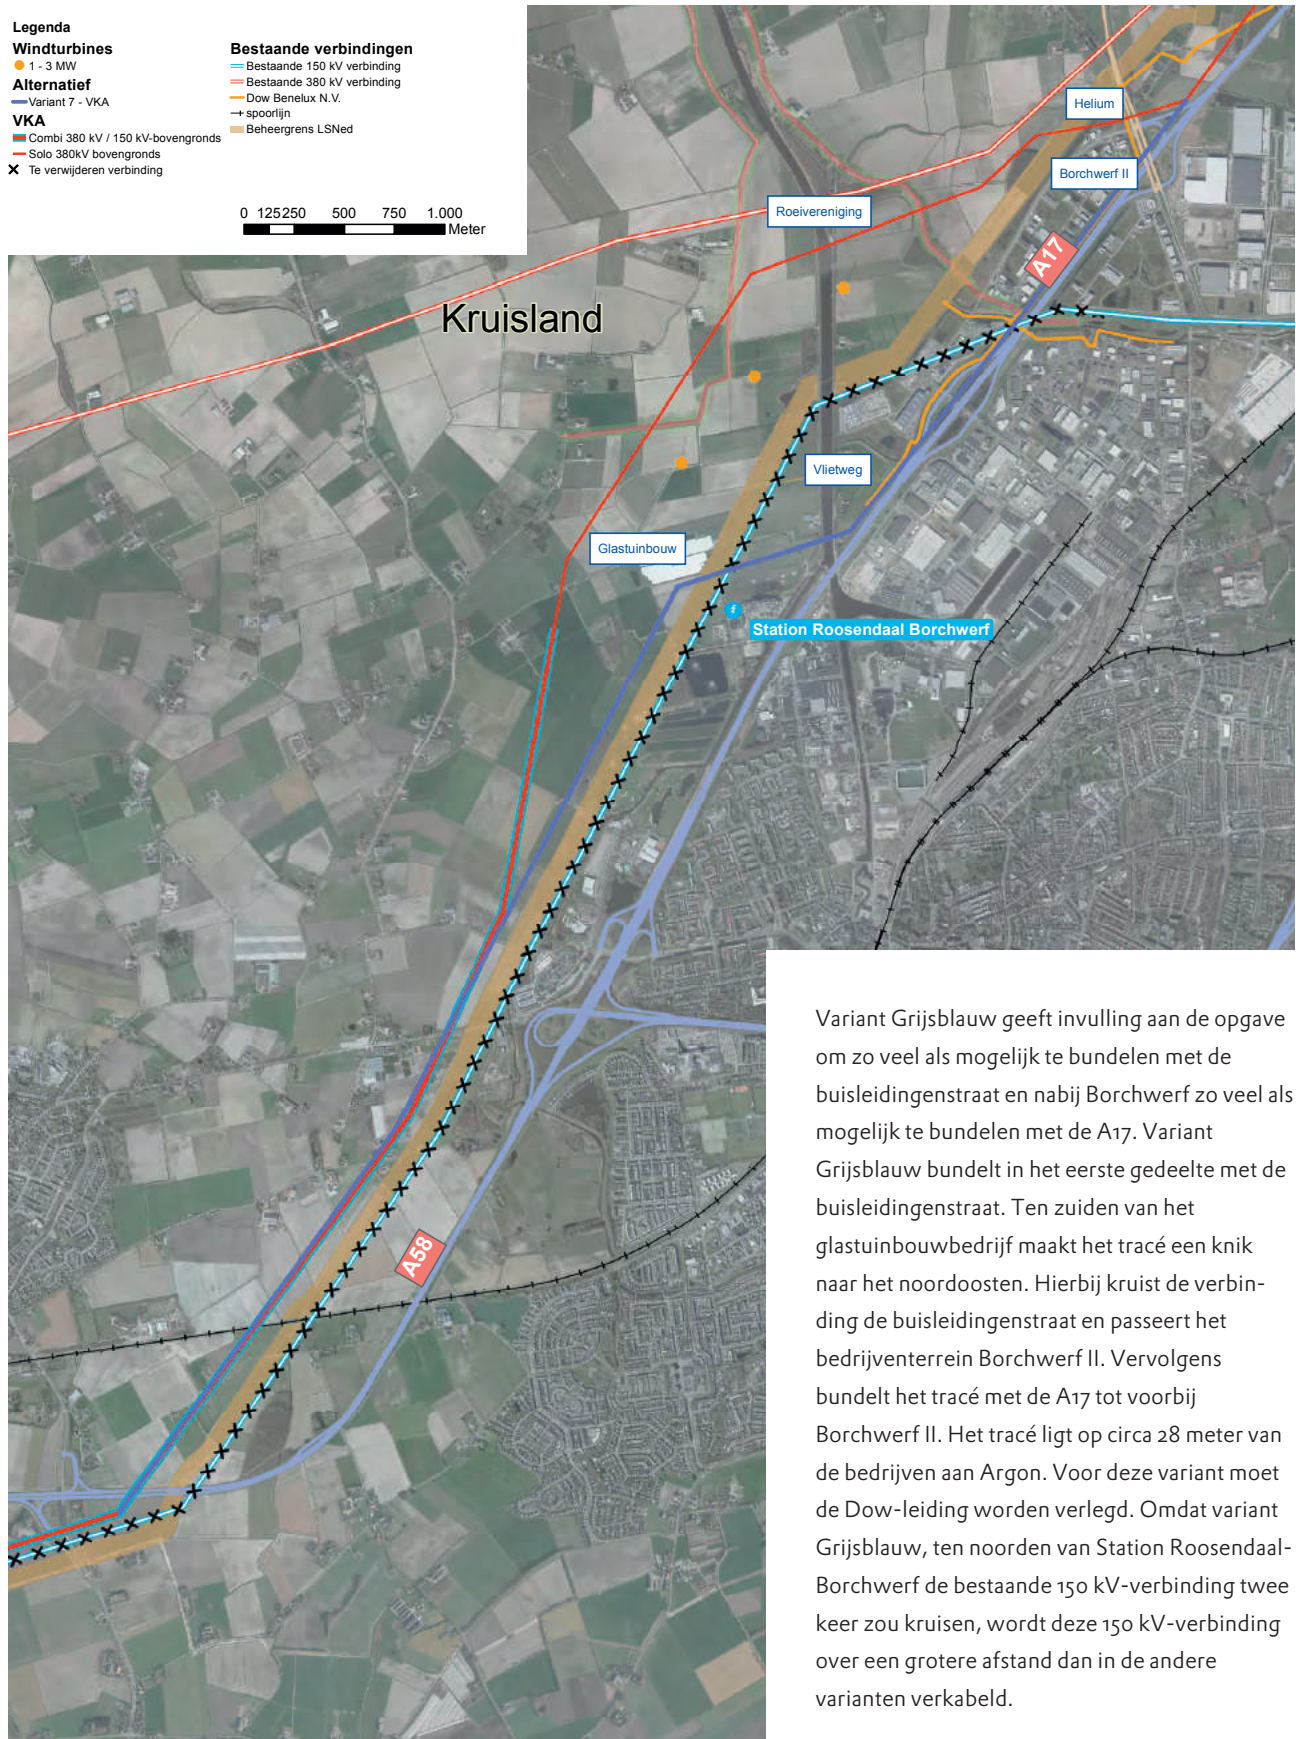 Legenda
Windturbines
1 - 3 MW
Alternatief
Variant 7 - VKA
VKA
Combi 380 kV / 150 kV-bovengronds
Solo 380kV bovengronds
Te verwijderen verbinding
Bestaande verbindingen
Bestaande 150 kV verbinding
Bestaande 380 kV verbinding
Dow Benelux N.V.
spoorlijn
Beheergrens LSNed
0 125 250 500 750 1.000
Meter
Helium
Borchwerf II
Roeivereniging
A17
Kruisland
Vlietweg
Glastuinbouw
Station Roosendaal Borchwerf
A58
Variant Grijsblauw geeft invulling aan de opgave
om zo veel als mogelijk te bundelen met de
buisleidingenstraat en nabij Borchwerf zo veel als
mogelijk te bundelen met de A17. Variant
Grijsblauw bundelt in het eerste gedeelte met de
buisleidingenstraat. Ten zuiden van het
glastuinbouwbedrijf maakt het tracé een knik
naar het noordoosten. Hierbij kruist de verbin-
ding de buisleidingenstraat en passeert het
bedrijventerrein Borchwerf II. Vervolgens
bundelt het tracé met de A17 tot voorbij
Borchwerf II. Het tracé ligt op circa 28 meter van
de bedrijven aan Argon. Voor deze variant moet
de Dow-leiding worden verlegd. Omdat variant
Grijsblauw, ten noorden van Station Roosendaal-
Borchwerf de bestaande 150 kV-verbinding twee
keer zou kruisen, wordt deze 150 kV-verbinding
over een grotere afstand dan in de andere
varianten verkabeld.